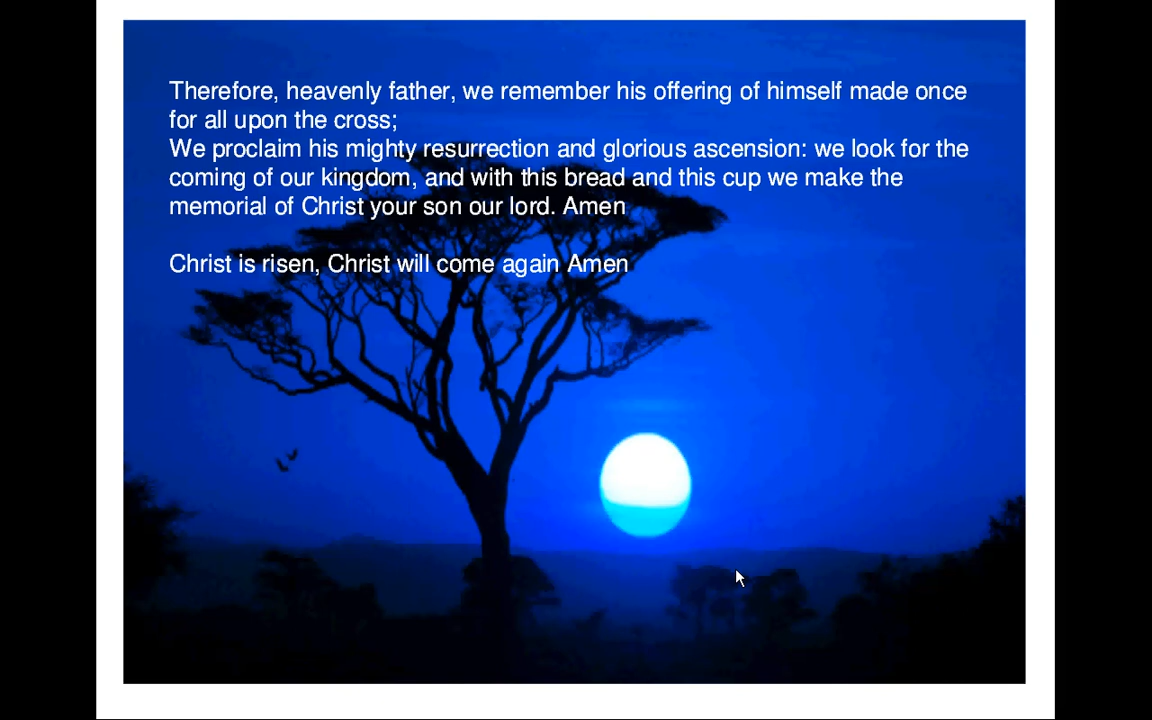 Therefore, heavenly father, we remember his offering of himself made once
for all upon the cross;
We proclaim his mighty resurrection and glorious ascension: we look for the
coming of our kingdom, and with this bread and this cup we make the
memorial of Christ your son our lord. Amen
Christ is risen, Christ will come again Amen